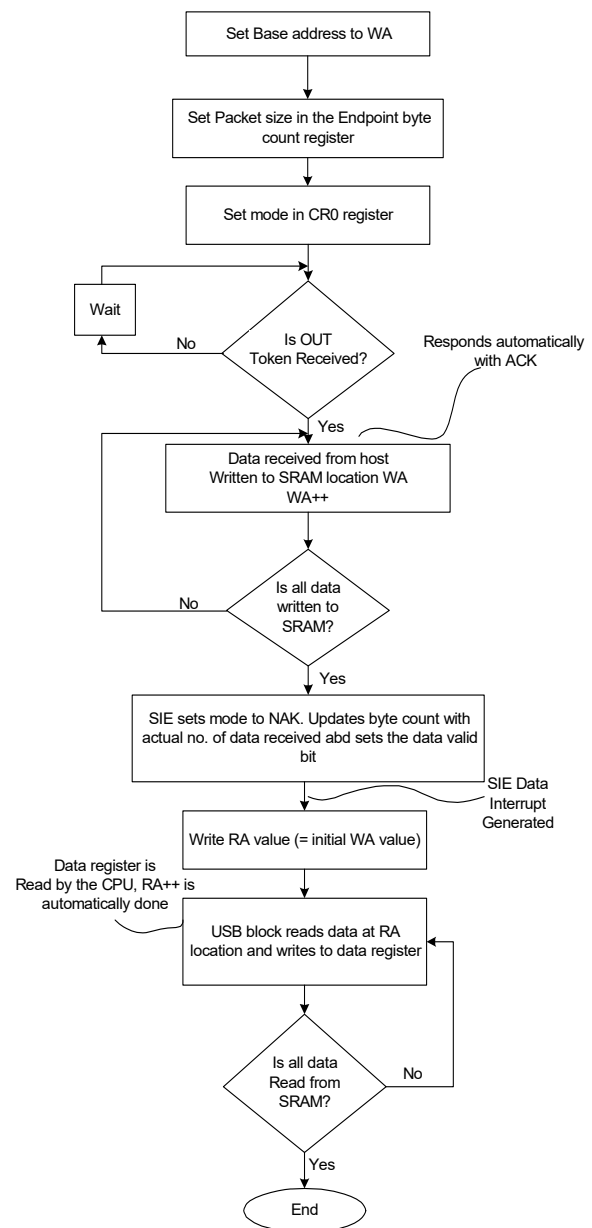 Set Base address to WA
Set Packet size in the Endpoint byte
count register
Set mode in CR0 register
Wait
No
Is OUT
Token Received?
Responds automatically
with ACK
Yes
Data received from host
Written to SRAM location WA
WA++
Is all data
written to
SRAM?
No
Yes
SIE sets mode to NAK. Updates byte count with
actual no. of data received abd sets the data valid
bit
SIE Data
Interrupt
Generated
Write RA value (= initial WA value)
Data register is
Read by the CPU, RA++ is
automatically done
USB block reads data at RA
location and writes to data register
Is all data
Read from
SRAM?
No
Yes
End